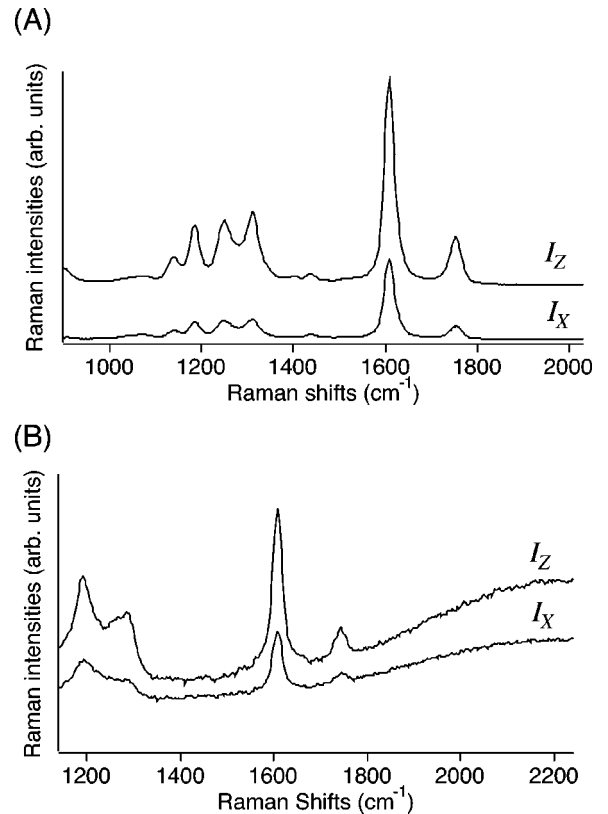 (A)
Raman intensities (arb. units)
I_Z
I_X
1000 1200 1400 1600 1800 2000
Raman shifts (cm⁻¹)
(B)
Raman intensities (arb. units)
I_Z
I_X
1200 1400 1600 1800 2000 2200
Raman Shifts (cm⁻¹)